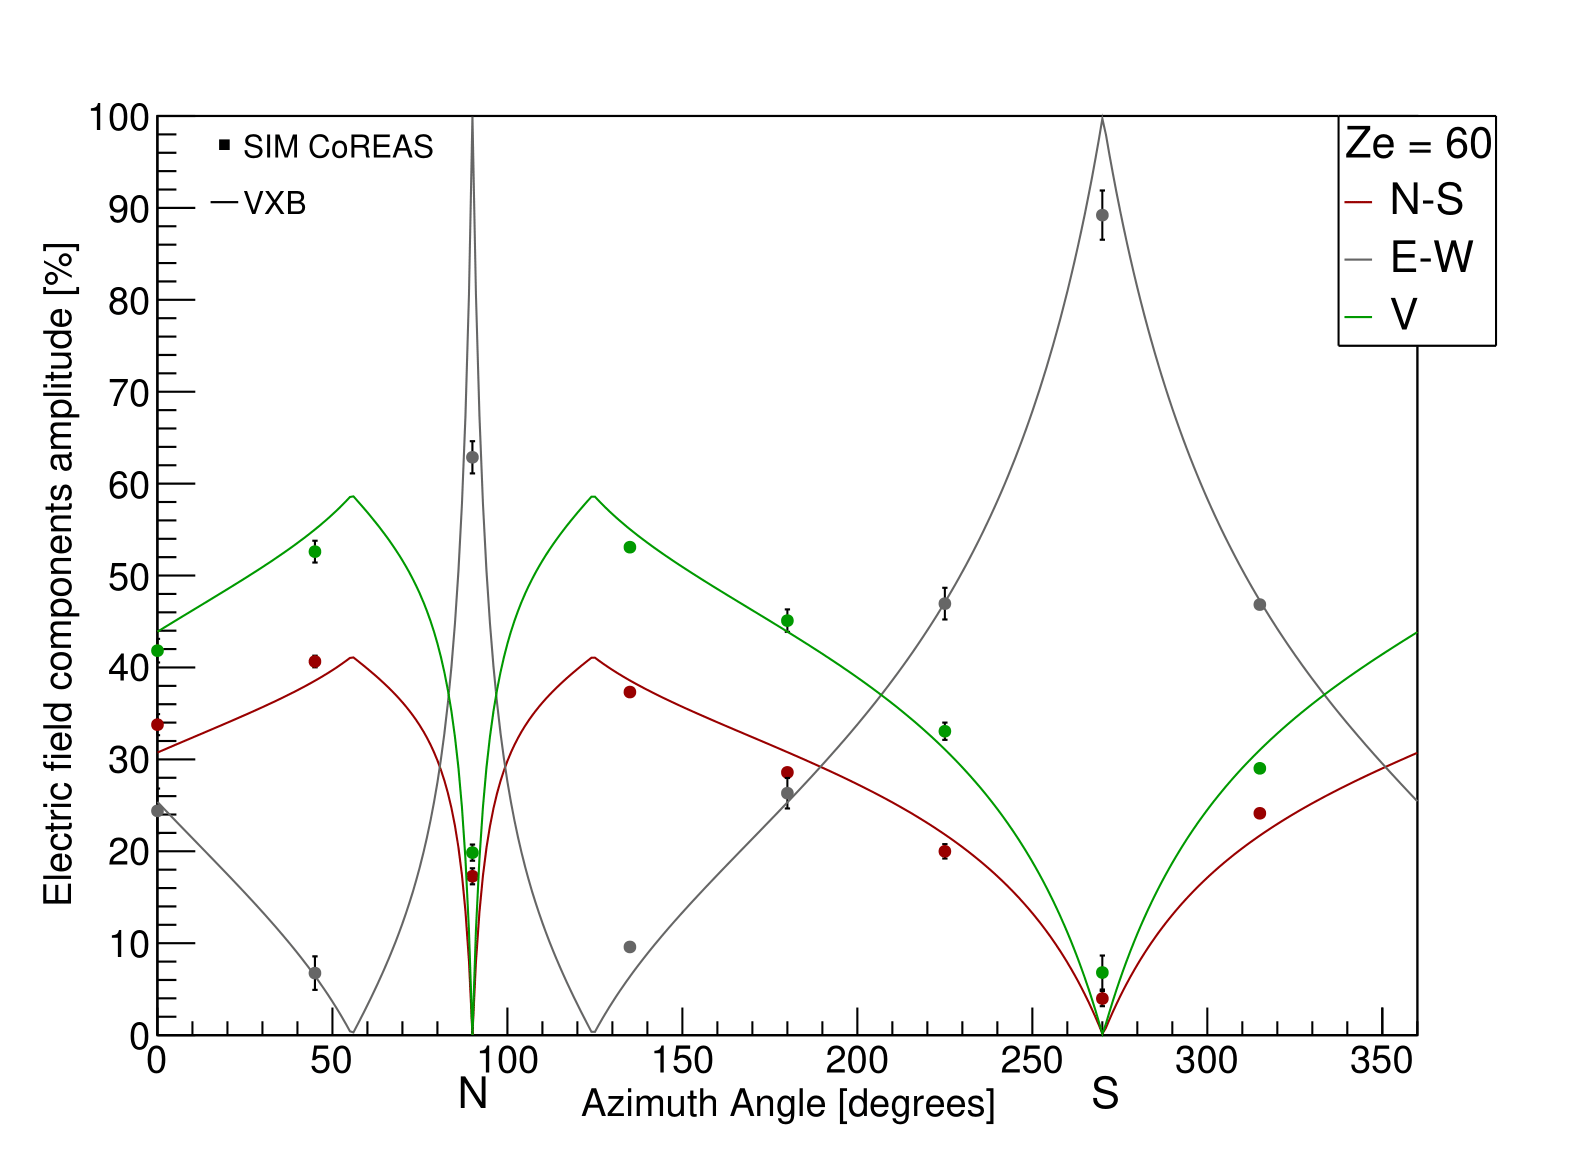 SIM CoREAS
VXB
Ze = 60
N-S
E-W
V
Electric field components amplitude [%]
100
90
80
70
60
50
40
30
20
10
0
0 50 100 150 200 250 300 350
N S
Azimuth Angle [degrees]